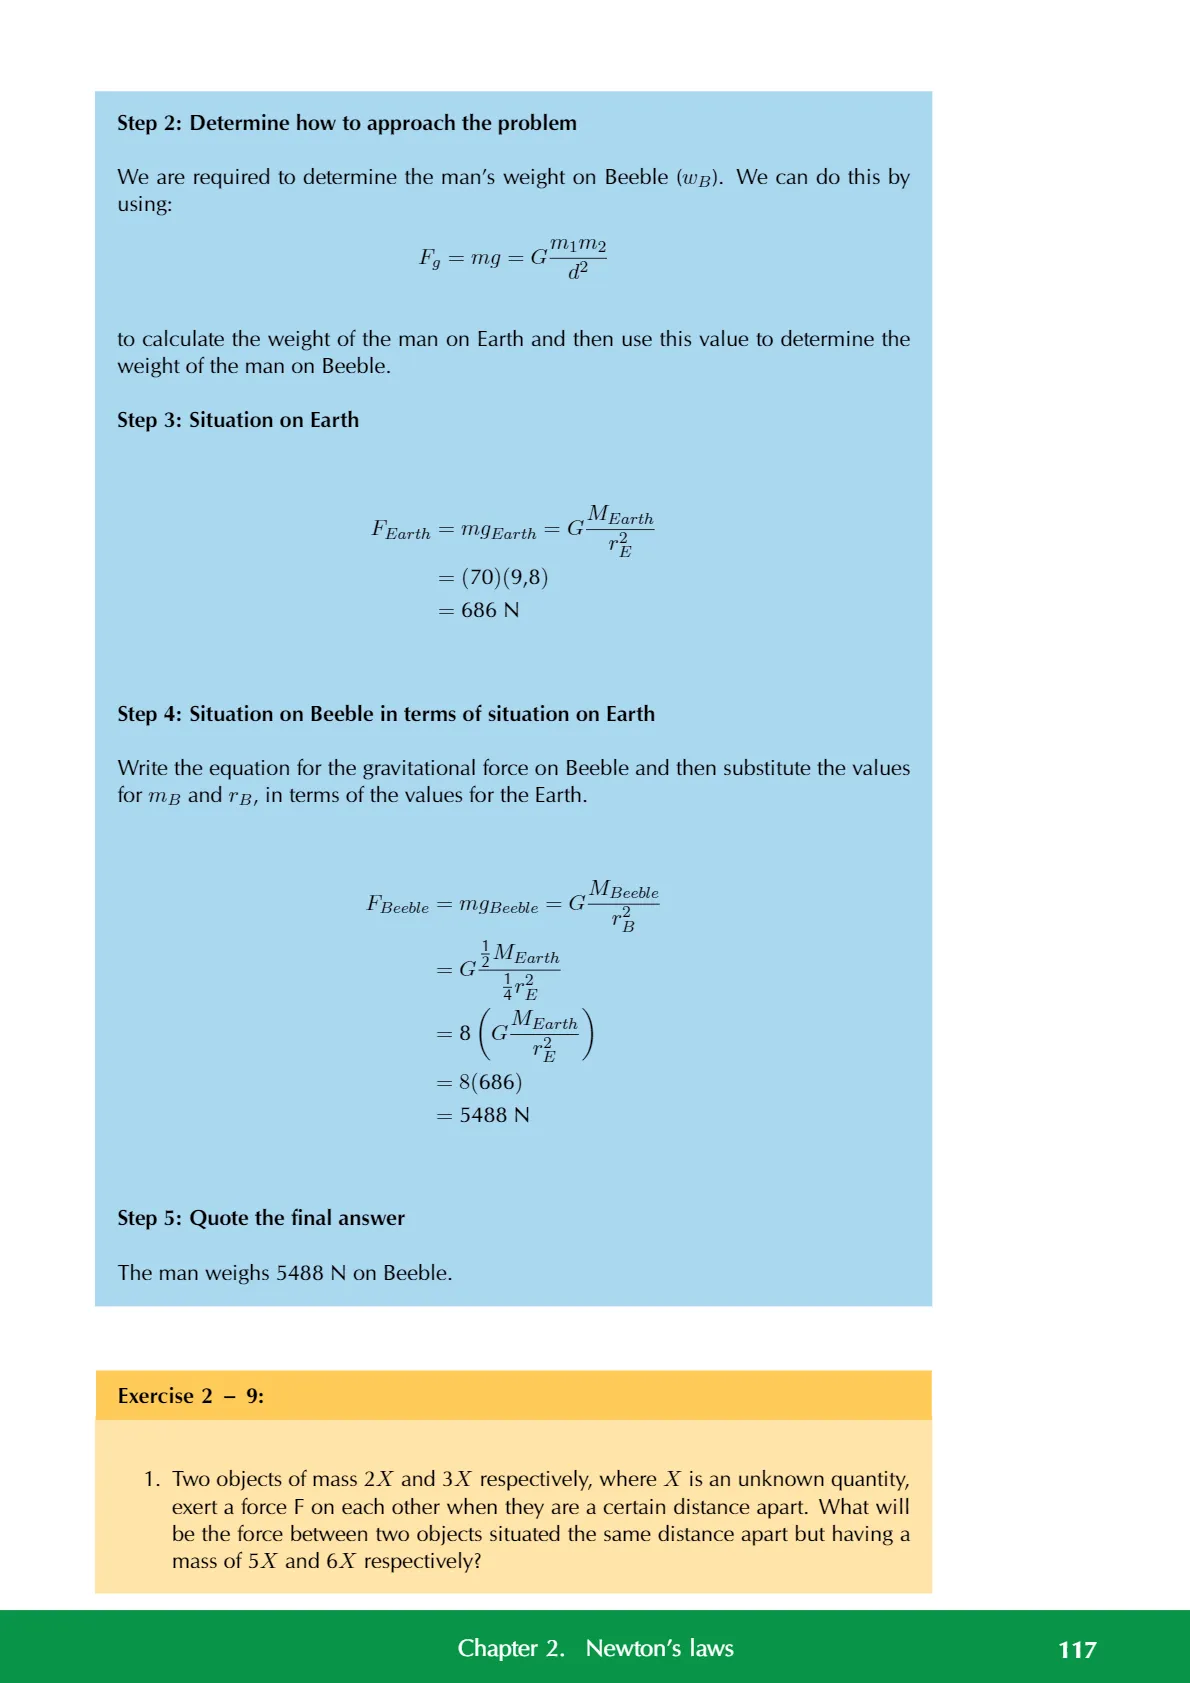 Step 2: Determine how to approach the problem
We are required to determine the man’s weight on Beeble (w_B). We can do this by
using:
F_g = mg = G\frac{m_1 m_2}{d^2}
to calculate the weight of the man on Earth and then use this value to determine the
weight of the man on Beeble.
Step 3: Situation on Earth
F_{Earth} = mg_{Earth} = G\frac{M_{Earth}}{r_E^2}
= (70)(9,8)
= 686 N
Step 4: Situation on Beeble in terms of situation on Earth
Write the equation for the gravitational force on Beeble and then substitute the values
for m_B and r_B, in terms of the values for the Earth.
F_{Beeble} = mg_{Beeble} = G\frac{M_{Beeble}}{r_B^2}
= G\frac{\frac{1}{2}M_{Earth}}{\frac{1}{4}r_E^2}
= 8\left(G\frac{M_{Earth}}{r_E^2}\right)
= 8(686)
= 5488 N
Step 5: Quote the final answer
The man weighs 5488 N on Beeble.
Exercise 2 – 9:
1. Two objects of mass 2X and 3X respectively, where X is an unknown quantity,
exert a force F on each other when they are a certain distance apart. What will
be the force between two objects situated the same distance apart but having a
mass of 5X and 6X respectively?
Chapter 2. Newton’s laws 117